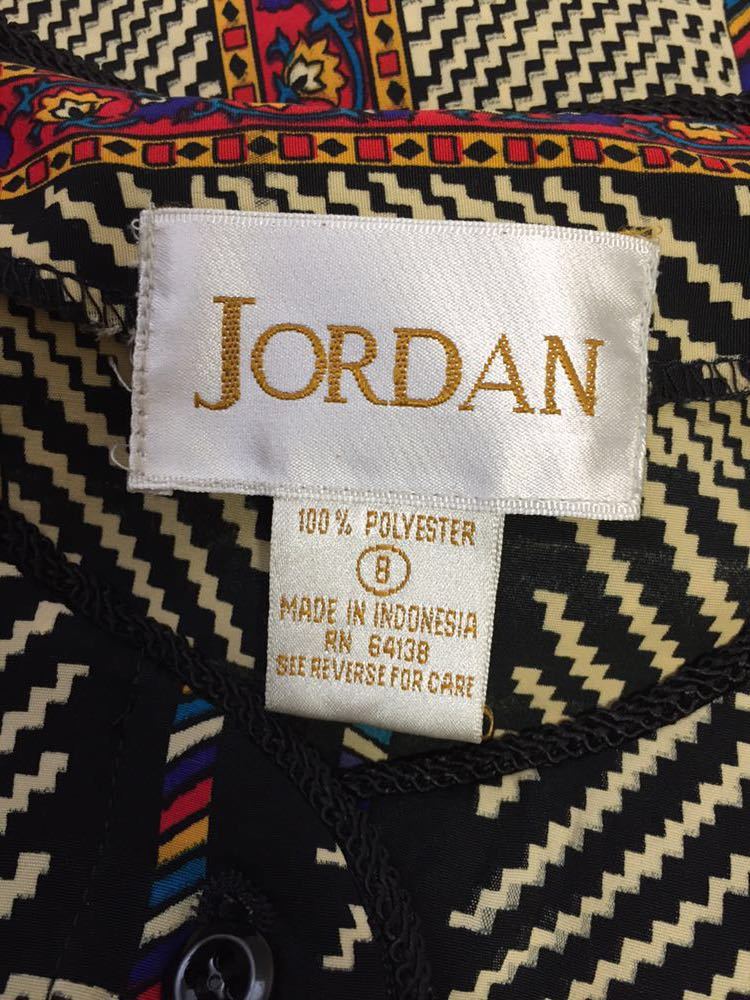 JORDAN
100% POLYESTER
8
MADE IN INDONESIA
RN 64138
SEE REVERSE FOR CARE